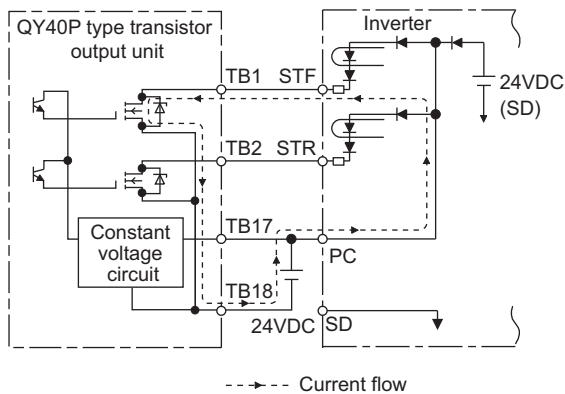 QY40P type transistor
output unit
Inverter
TB1 STF
24VDC
(SD)
TB2 STR
TB17
Constant
voltage
circuit
PC
TB18
24VDC SD
Current flow